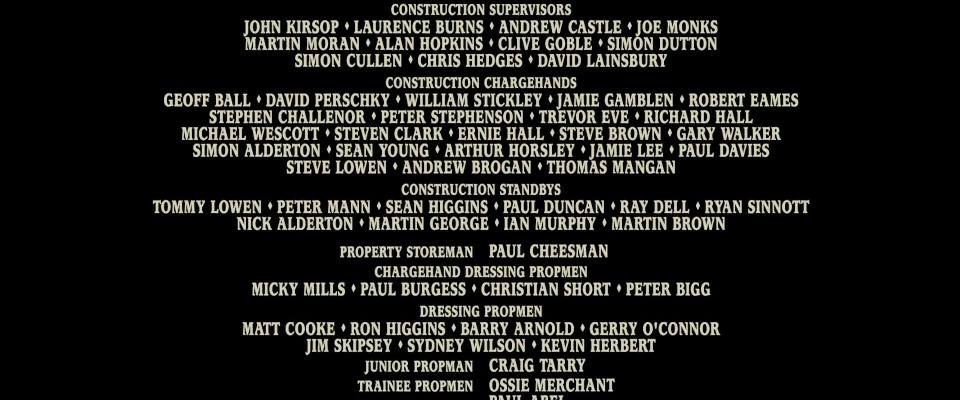 CONSTRUCTION SUPERVISORS
JOHN KIRSOP ♦ LAURENCE BURNS ♦ ANDREW CASTLE ♦ JOE MONKS
MARTIN MORAN ♦ ALAN HOPKINS ♦ CLIVE GOBLE ♦ SIMON DUTTON
SIMON CULLEN ♦ CHRIS HEDGES ♦ DAVID LAINSBURY
CONSTRUCTION CHARGEHANDS
GEOFF BALL ♦ DAVID PERSCHKY ♦ WILLIAM STICKLEY ♦ JAMIE GAMBLEN ♦ ROBERT EAMES
STEPHEN CHALLENOR ♦ PETER STEPHENSON ♦ TREVOR EVE ♦ RICHARD HALL
MICHAEL WESCOTT ♦ STEVEN CLARK ♦ ERNIE HALL ♦ STEVE BROWN ♦ GARY WALKER
SIMON ALDERTON ♦ SEAN YOUNG ♦ ARTHUR HORSLEY ♦ JAMIE LEE ♦ PAUL DAVIES
STEVE LOWEN ♦ ANDREW BROGAN ♦ THOMAS MANGAN
CONSTRUCTION STANDBYS
TOMMY LOWEN ♦ PETER MANN ♦ SEAN HIGGINS ♦ PAUL DUNCAN ♦ RAY DELL ♦ RYAN SINNOTT
NICK ALDERTON ♦ MARTIN GEORGE ♦ IAN MURPHY ♦ MARTIN BROWN
PROPERTY STOREMAN PAUL CHEESMAN
CHARGEHAND DRESSING PROPMEN
MICKY MILLS ♦ PAUL BURGESS ♦ CHRISTIAN SHORT ♦ PETER BIGG
DRESSING PROPMEN
MATT COOKE ♦ RON HIGGINS ♦ BARRY ARNOLD ♦ GERRY O'CONNOR
JIM SKIPSEY ♦ SYDNEY WILSON ♦ KEVIN HERBERT
JUNIOR PROPMAN CRAIG TARRY
TRAINEE PROPMEN OSSIE MERCHANT